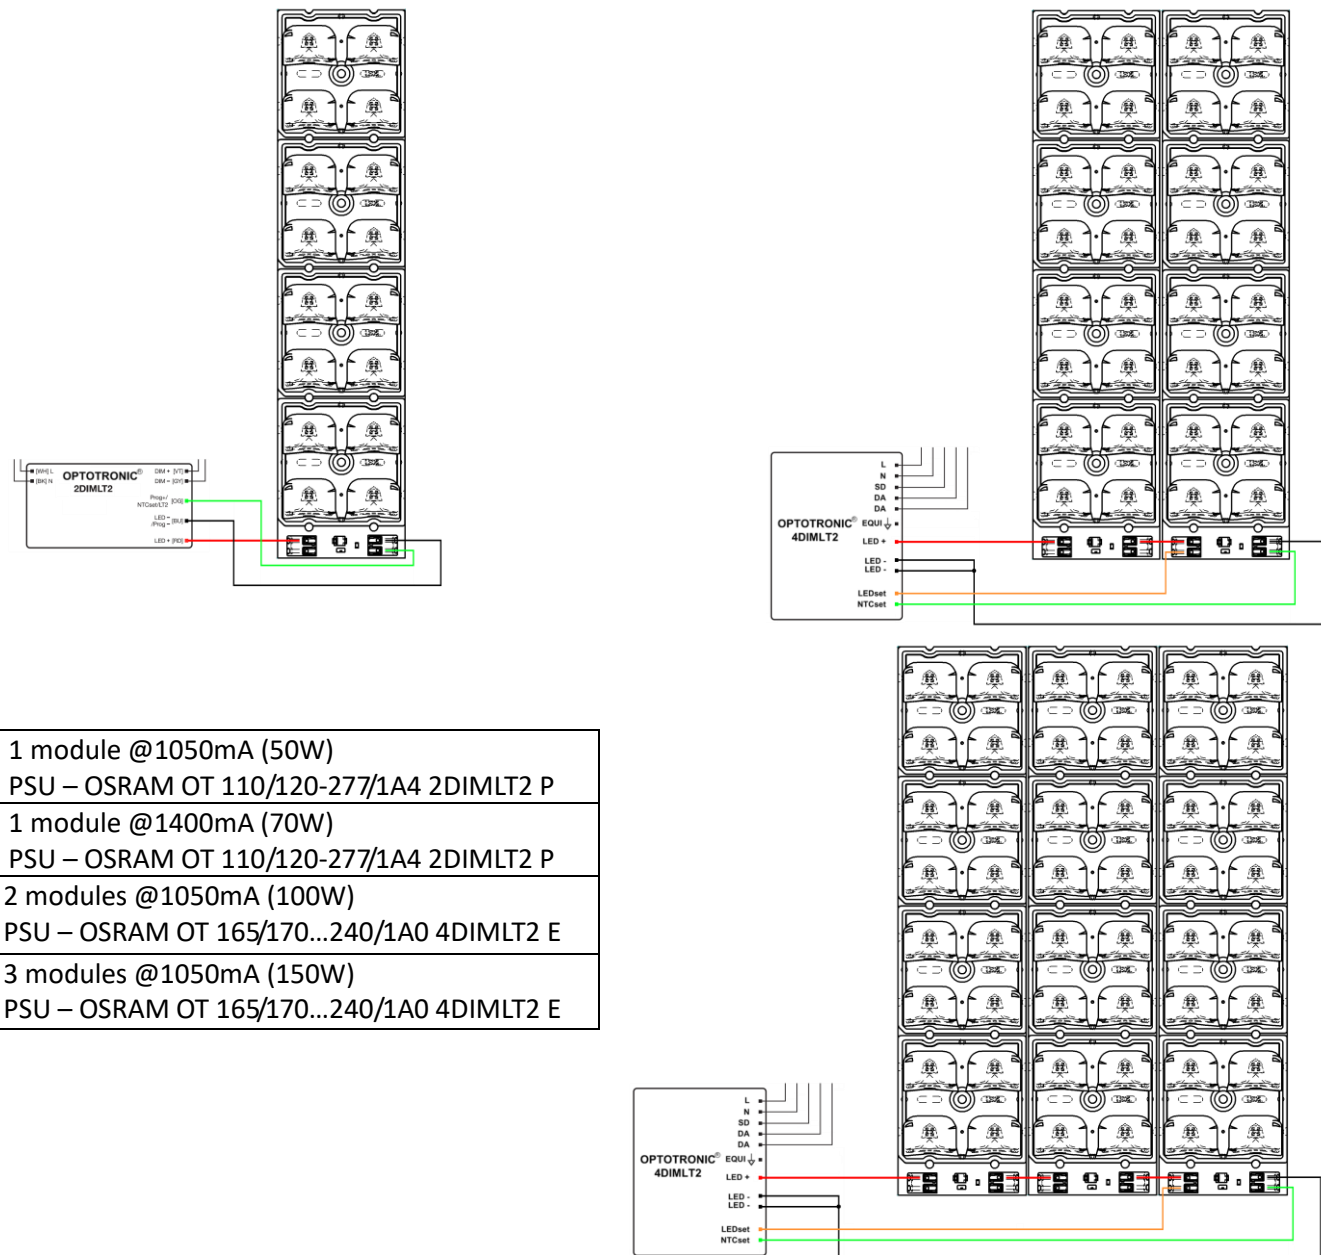 [WH] L
[BK] N
OPTOTRONIC®
2DIMLT2
DIM + [VT]
DIM – [GY]
Prog+/
NTCset/LT2 [OG]
LED –
/Prog – [BU]
LED + [RD]
L
N
SD
DA
DA
OPTOTRONIC® EQUI
4DIMLT2
LED +
LED -
LED -
LEDset
NTCset
1 module @1050mA (50W)
PSU – OSRAM OT 110/120-277/1A4 2DIMLT2 P
1 module @1400mA (70W)
PSU – OSRAM OT 110/120-277/1A4 2DIMLT2 P
2 modules @1050mA (100W)
PSU – OSRAM OT 165/170...240/1A0 4DIMLT2 E
3 modules @1050mA (150W)
PSU – OSRAM OT 165/170...240/1A0 4DIMLT2 E
L
N
SD
DA
DA
OPTOTRONIC® EQUI
4DIMLT2
LED +
LED -
LED -
LEDset
NTCset